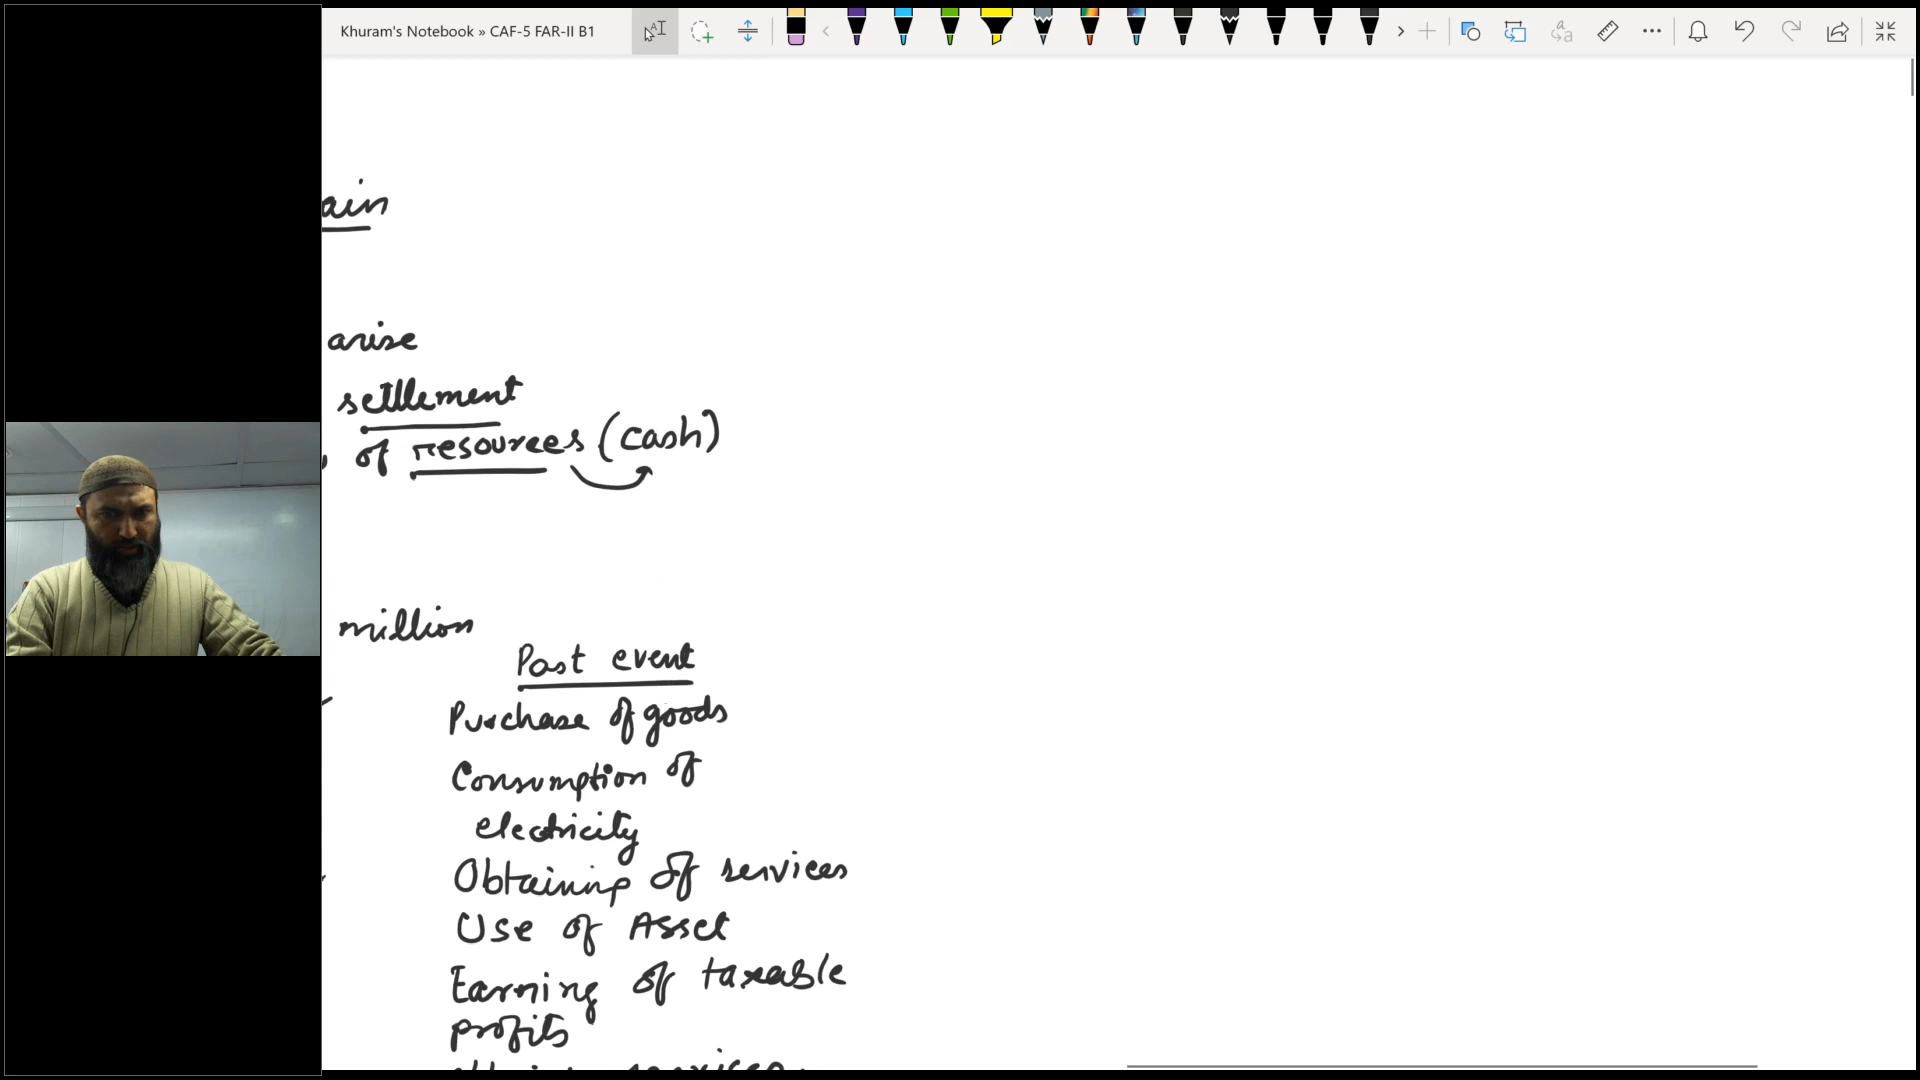 Khuram's Notebook » CAF-5 FAR-II B1
ain
arise
settlement
of resources (cash)
million
Past event
Purchase of goods
Consumption of
electricity
Obtaining of services
Use of Asset
Earning of taxable
profits
services